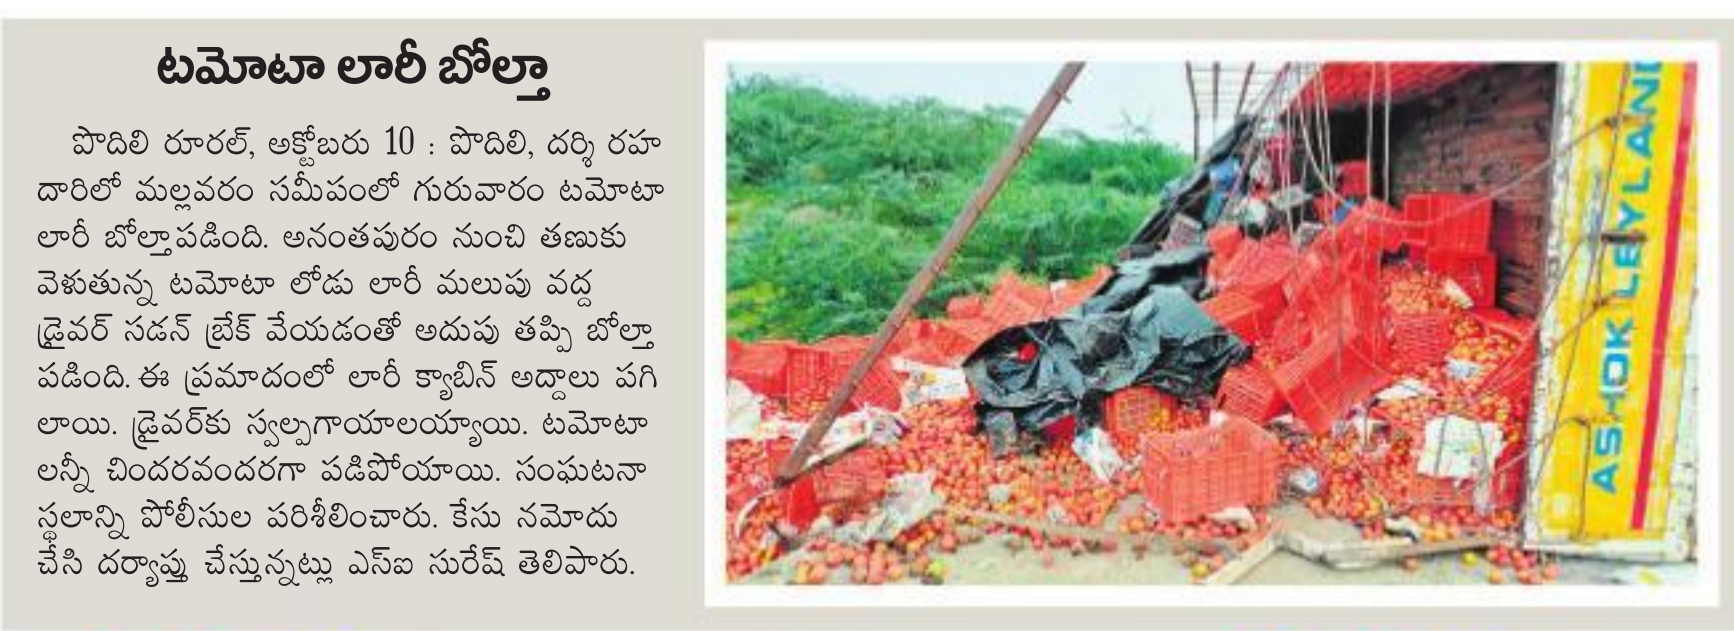 టమోటా లారీ బోల్తా
పొదిలి రూరల్, అక్టోబరు 10 : పొదిలి, దర్శి రహ
దారిలో మల్లవరం సమీపంలో గురువారం టమోటా
లారీ బోల్తాపడింది. అనంతపురం నుంచి తణుకు
వెళుతున్న టమోటా లోడు లారీ మలుపు వద్ద
డ్రైవర్ సడన్ బ్రేక్ వేయడంతో అదుపు తప్పి బోల్తా
పడింది. ఈ ప్రమాదంలో లారీ క్యాబిన్ అద్దాలు పగి
లాయి. డ్రైవర్‌కు స్వల్పగాయాలయ్యాయి. టమోటా
లన్నీ చిందరవందరగా పడిపోయాయి. సంఘటనా
స్థలాన్ని పోలీసుల పరిశీలించారు. కేసు నమోదు
చేసి దర్యాప్తు చేస్తున్నట్లు ఎస్ఐ సురేష్ తెలిపారు.
ASHOK LEYLAND